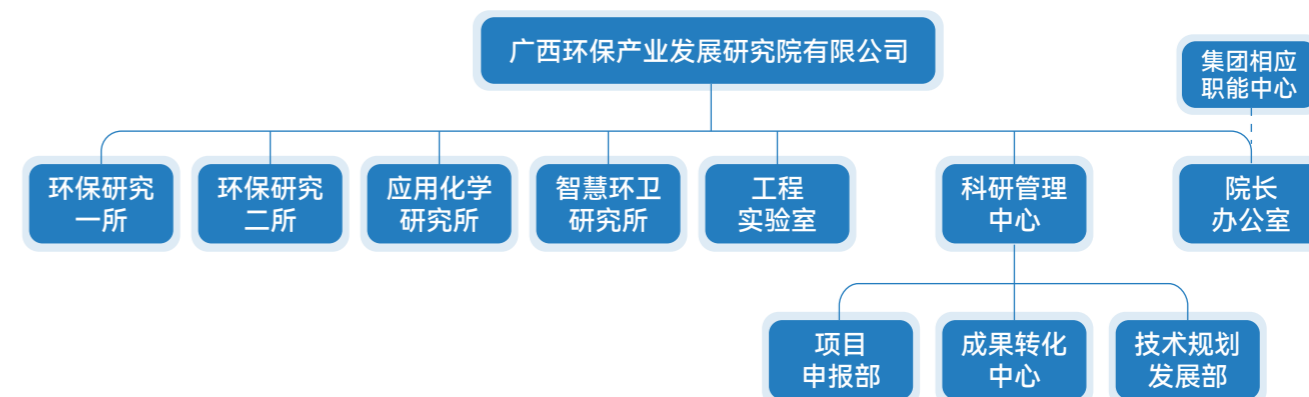 广西环保产业发展研究院有限公司
集团相应
职能中心
环保研究
一所
环保研究
二所
应用化学
研究所
智慧环卫
研究所
工程
实验室
科研管理
中心
院长
办公室
项目
申报部
成果转化
中心
技术规划
发展部